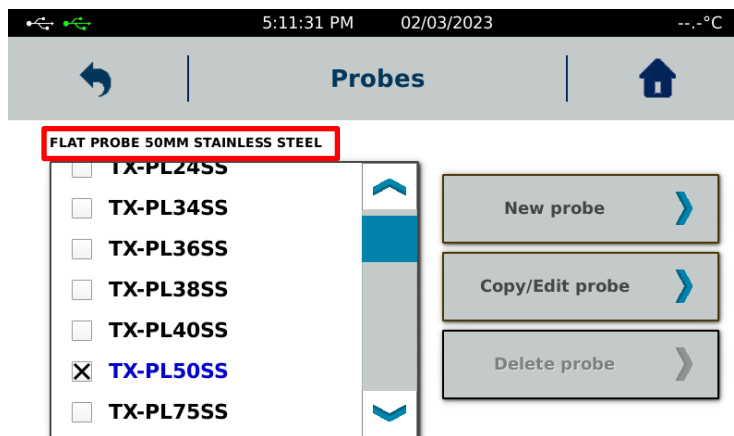 5:11:31 PM 02/03/2023 --.-°C
Probes
FLAT PROBE 50MM STAINLESS STEEL
TX-PL24SS
TX-PL34SS
TX-PL36SS
TX-PL38SS
TX-PL40SS
TX-PL50SS
TX-PL75SS
New probe
Copy/Edit probe
Delete probe